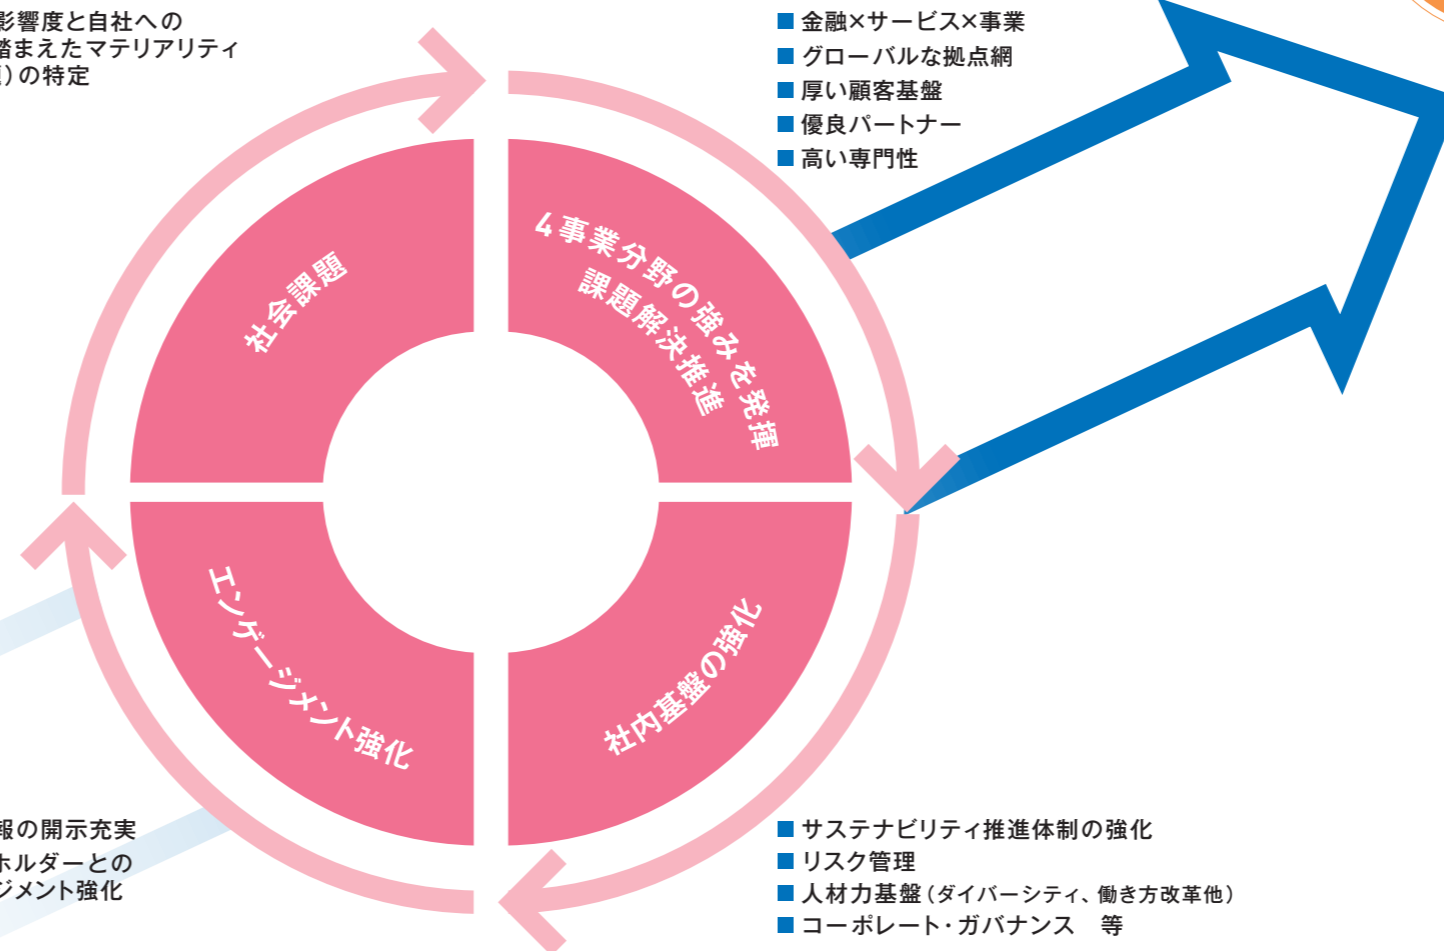 影響度と自社への
踏まえたマテリアリティ
）の特定
■ 金融×サービス×事業
■ グローバルな拠点網
■ 厚い顧客基盤
■ 優良パートナー
■ 高い専門性
社会課題
4事業分野の強みを発揮
課題解決推進
エンゲージメント強化
社内基盤の強化
報の開示充実
ホルダーとの
ジメント強化
■ サステナビリティ推進体制の強化
■ リスク管理
■ 人材力基盤（ダイバーシティ、働き方改革他）
■ コーポレート・ガバナンス　等